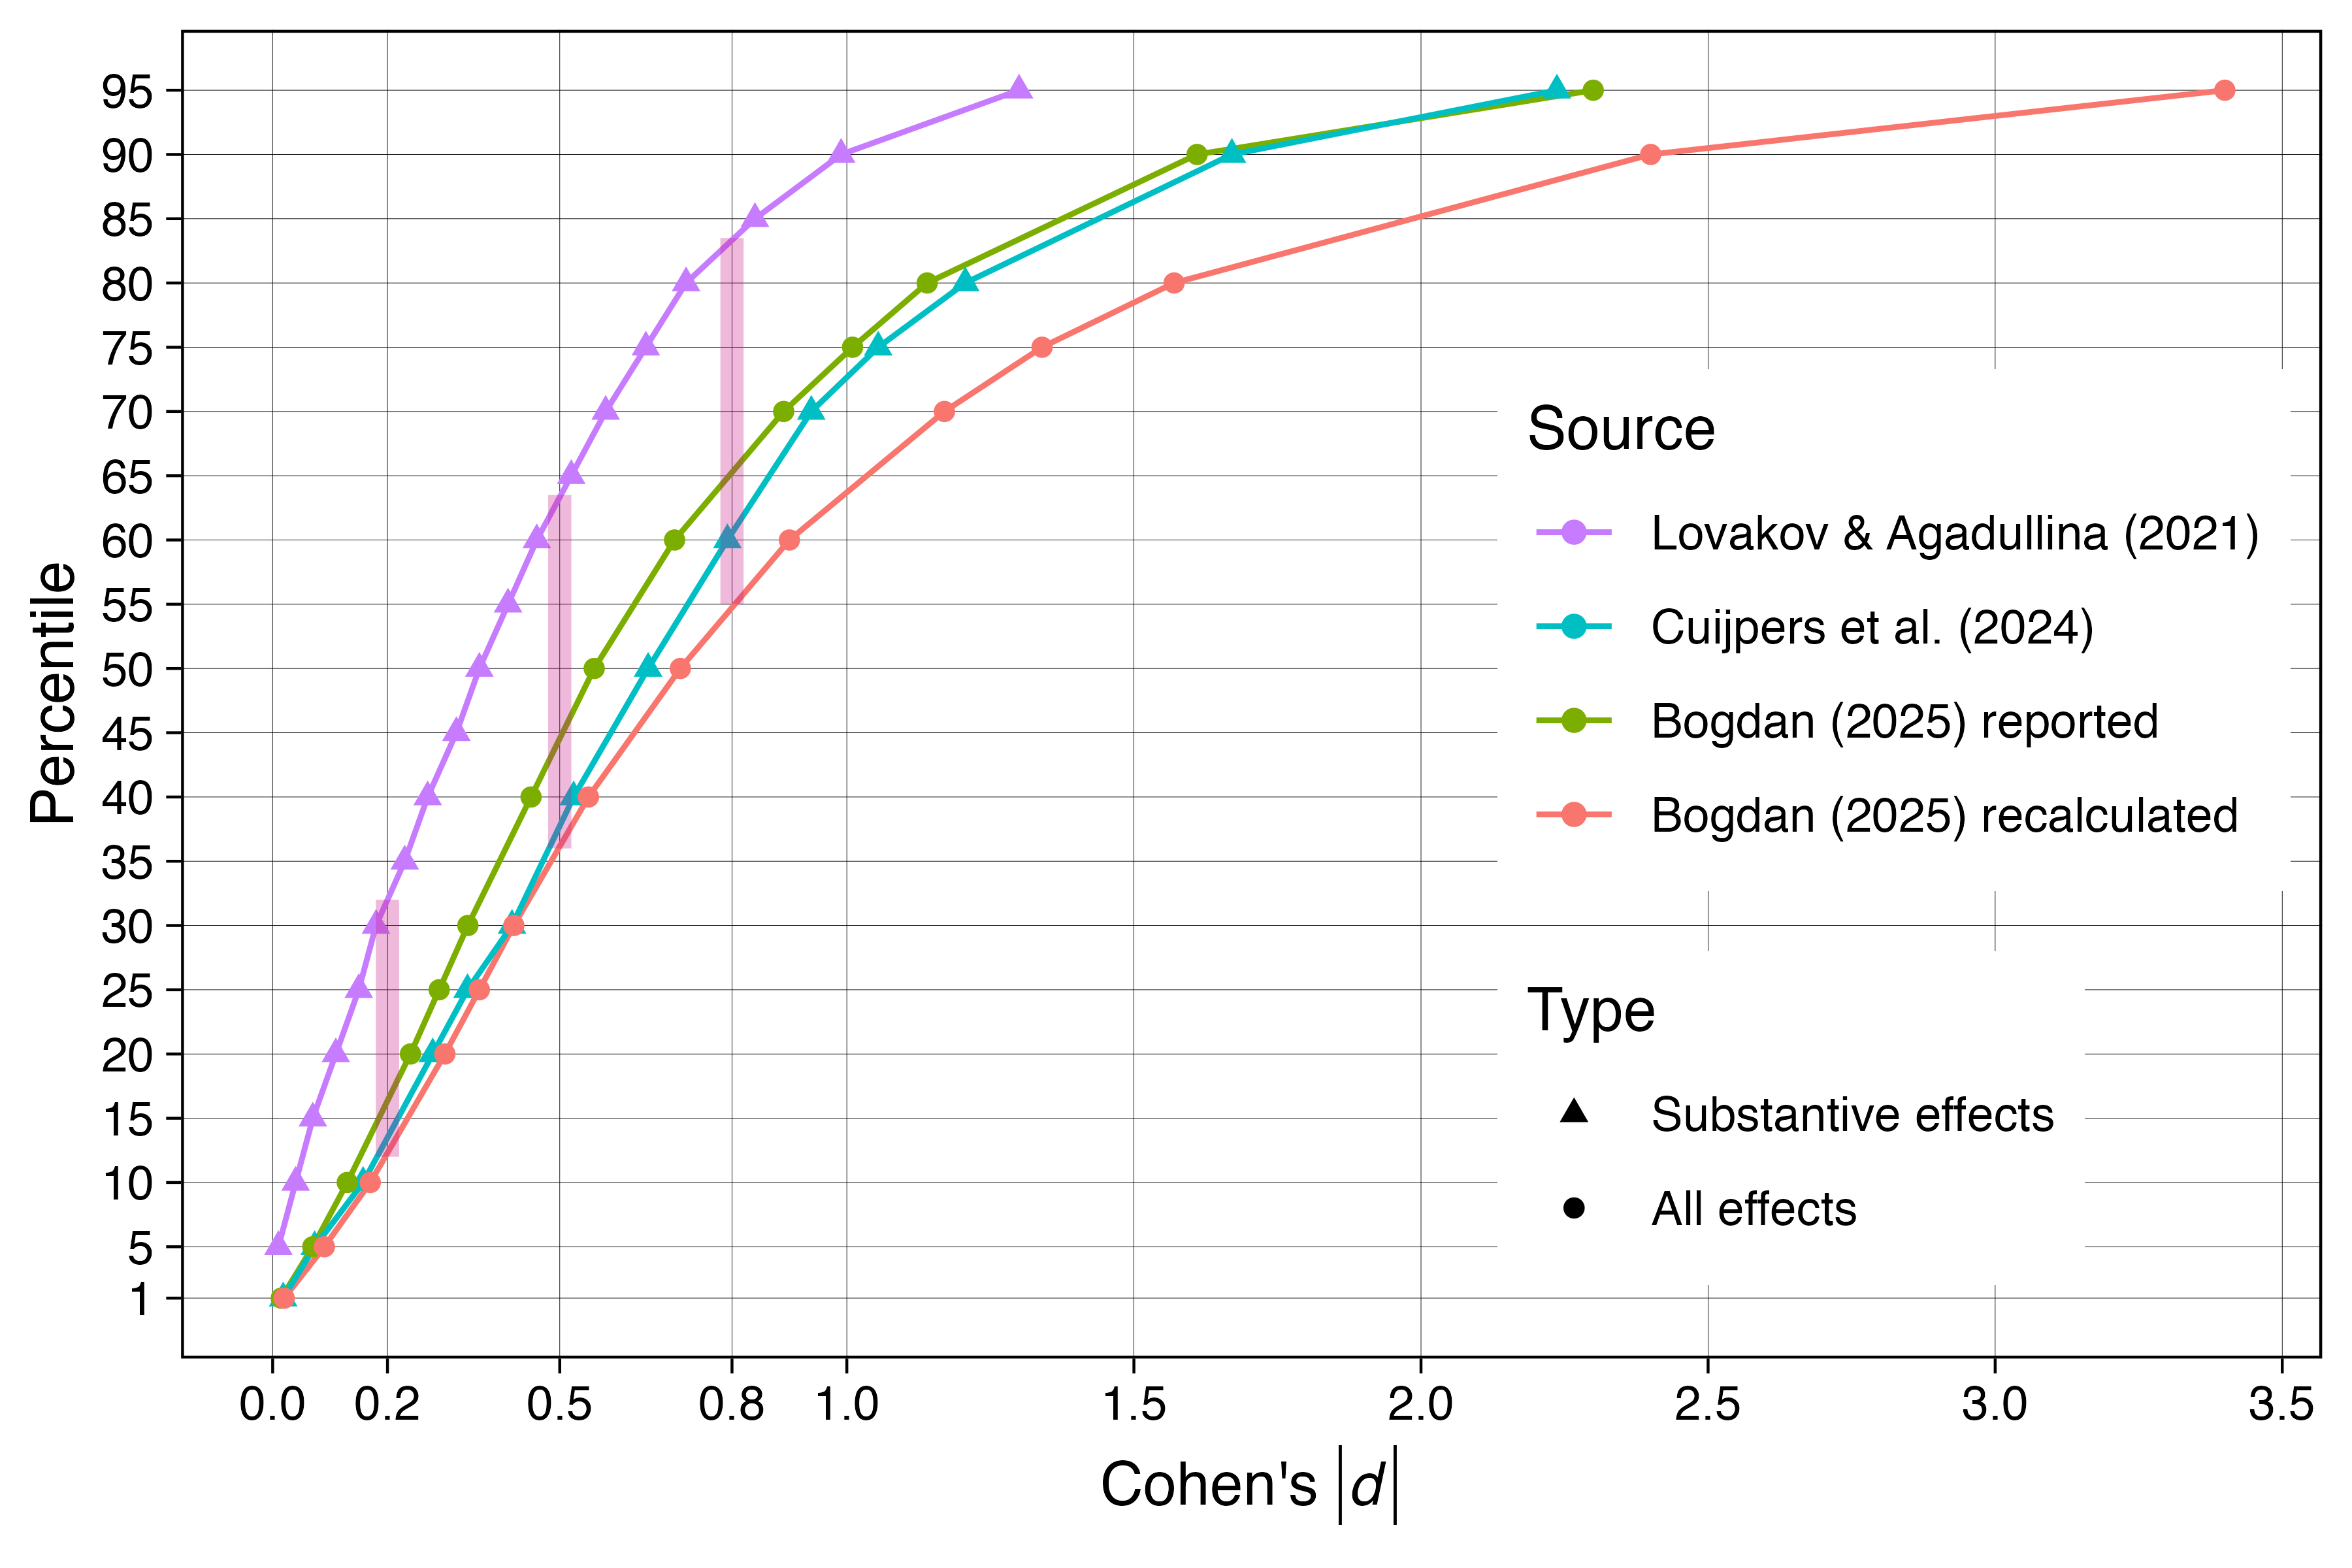 95
90
85
80
75
70
65
60
55
50
45
40
35
30
25
20
15
10
5
1
Percentile
0.0 0.2 0.5 0.8 1.0 1.5 2.0 2.5 3.0 3.5
Cohen's |d|
Source
Lovakov & Agadullina (2021)
Cuijpers et al. (2024)
Bogdan (2025) reported
Bogdan (2025) recalculated
Type
Substantive effects
All effects